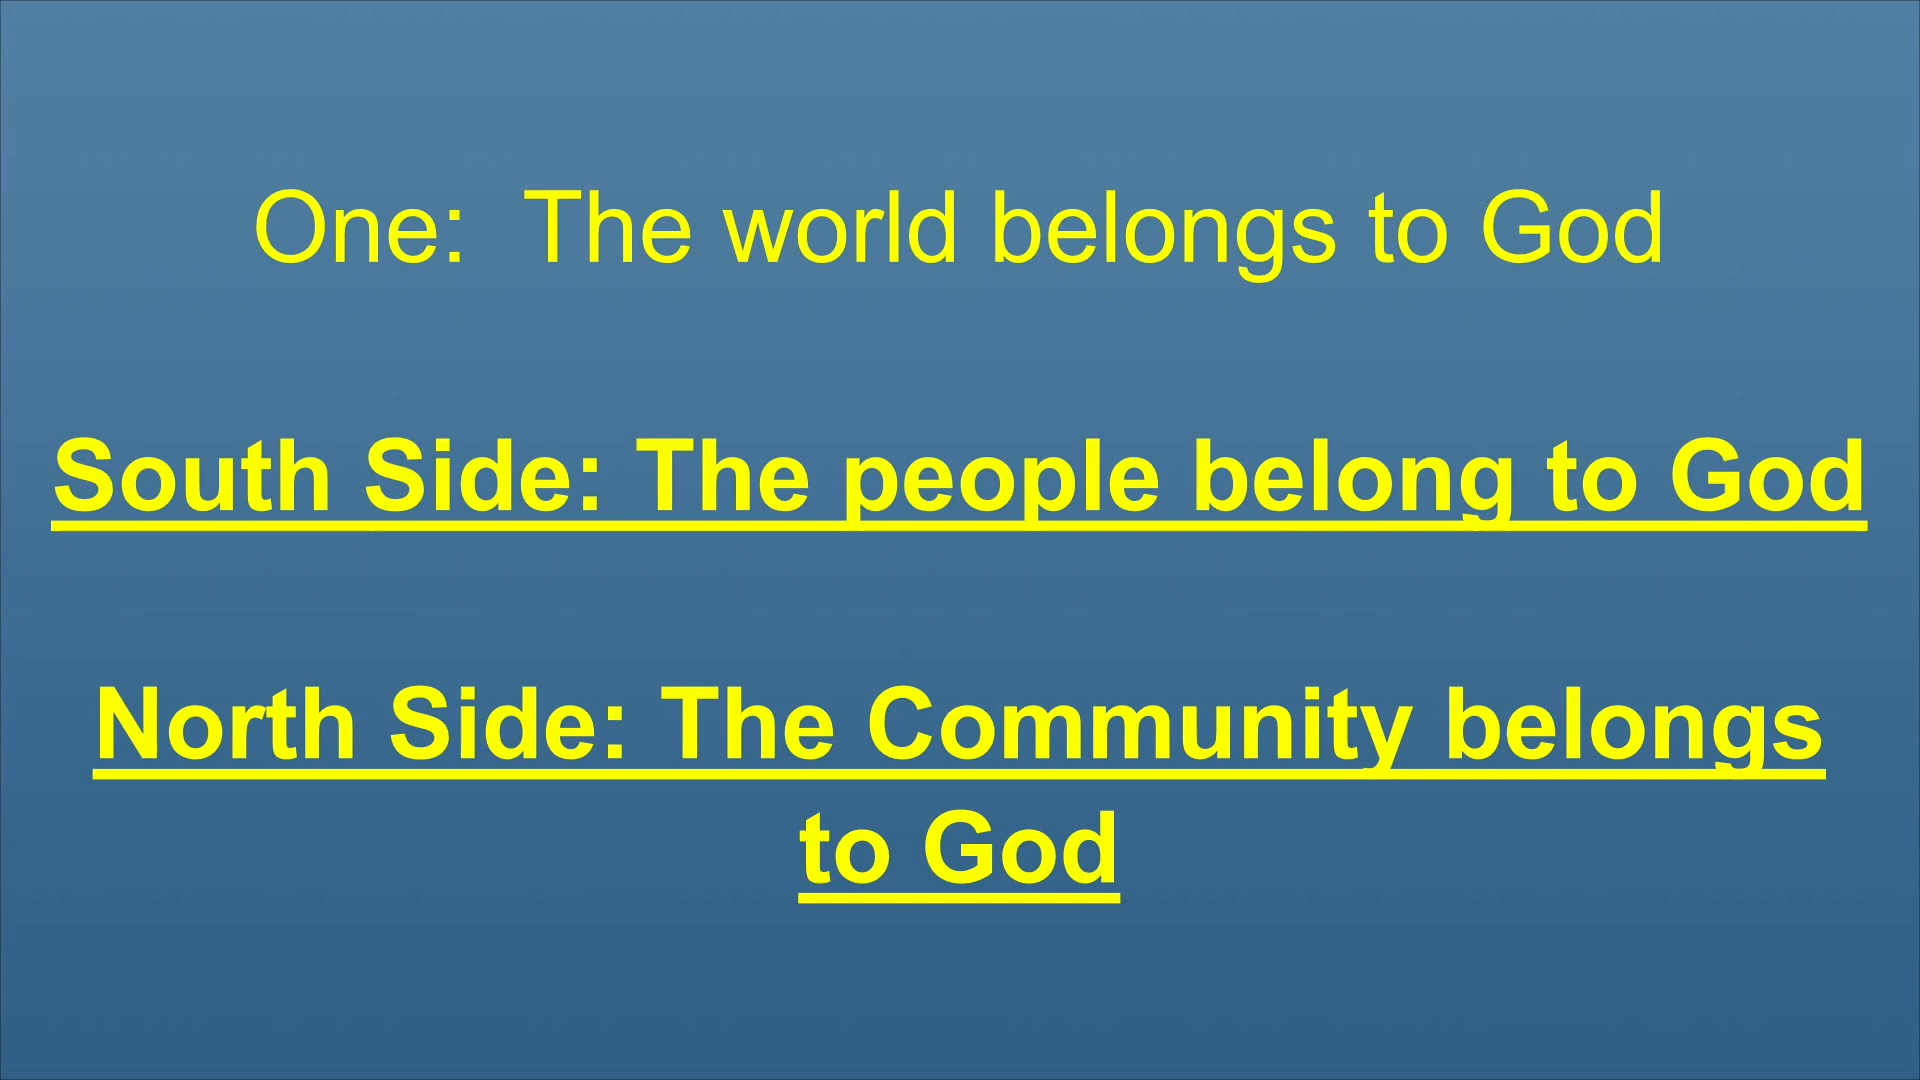 One:  The world belongs to God
South Side: The people belong to God
North Side: The Community belongs
to God